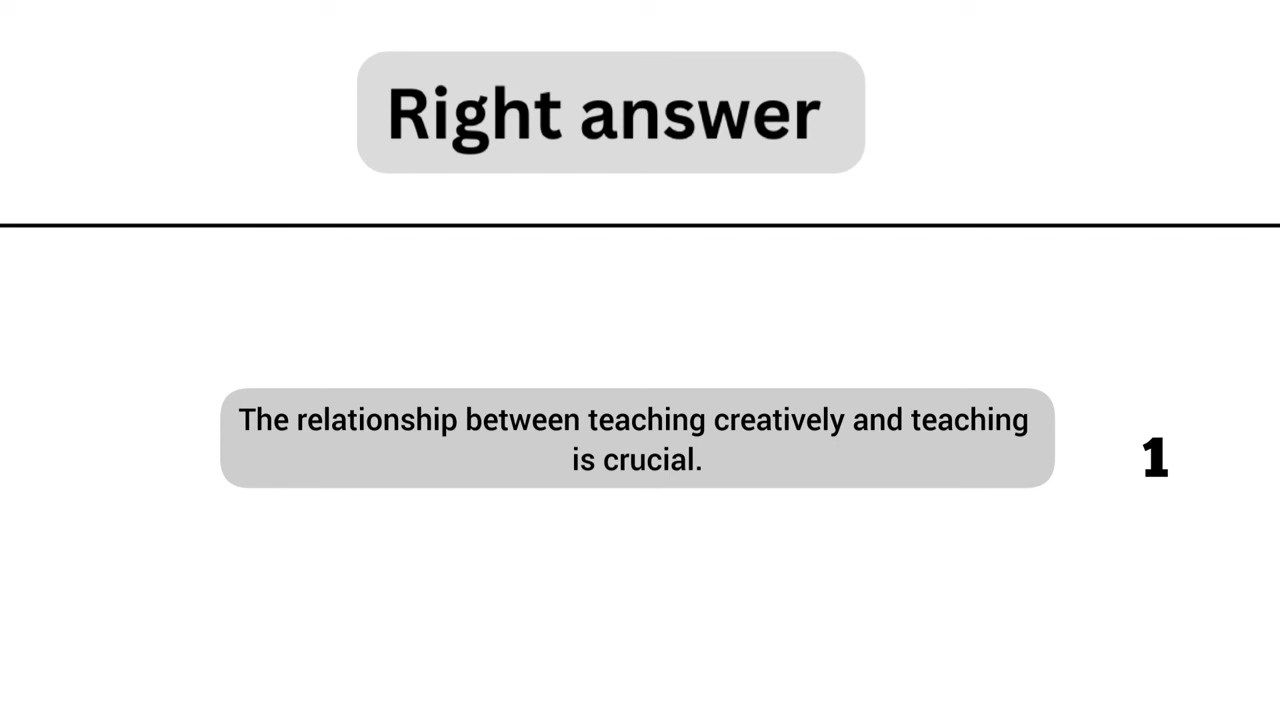 Right answer
The relationship between teaching creatively and teaching
is crucial.
1